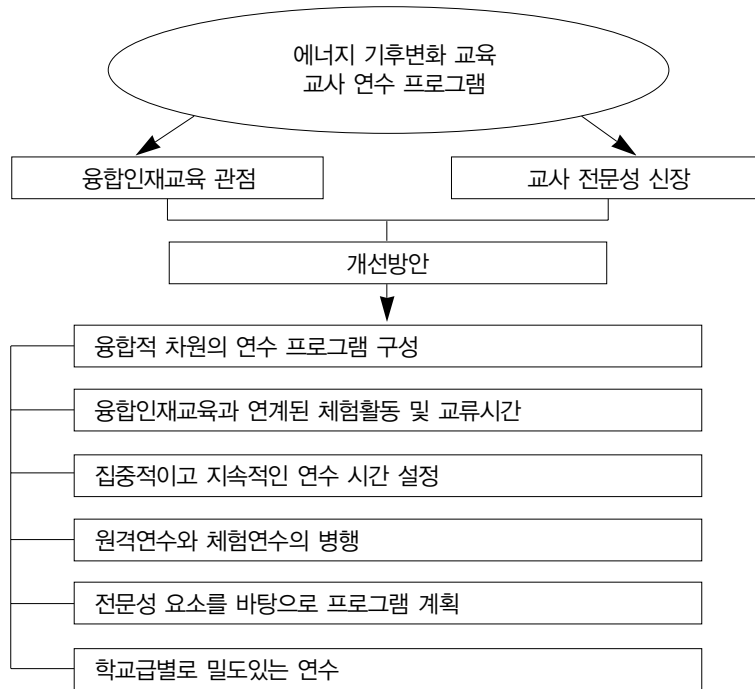 에너지 기후변화 교육
교사 연수 프로그램
융합인재교육 관점
교사 전문성 신장
개선방안
융합적 차원의 연수 프로그램 구성
융합인재교육과 연계된 체험활동 및 교류시간
집중적이고 지속적인 연수 시간 설정
원격연수와 체험연수의 병행
전문성 요소를 바탕으로 프로그램 계획
학교급별로 밀도있는 연수